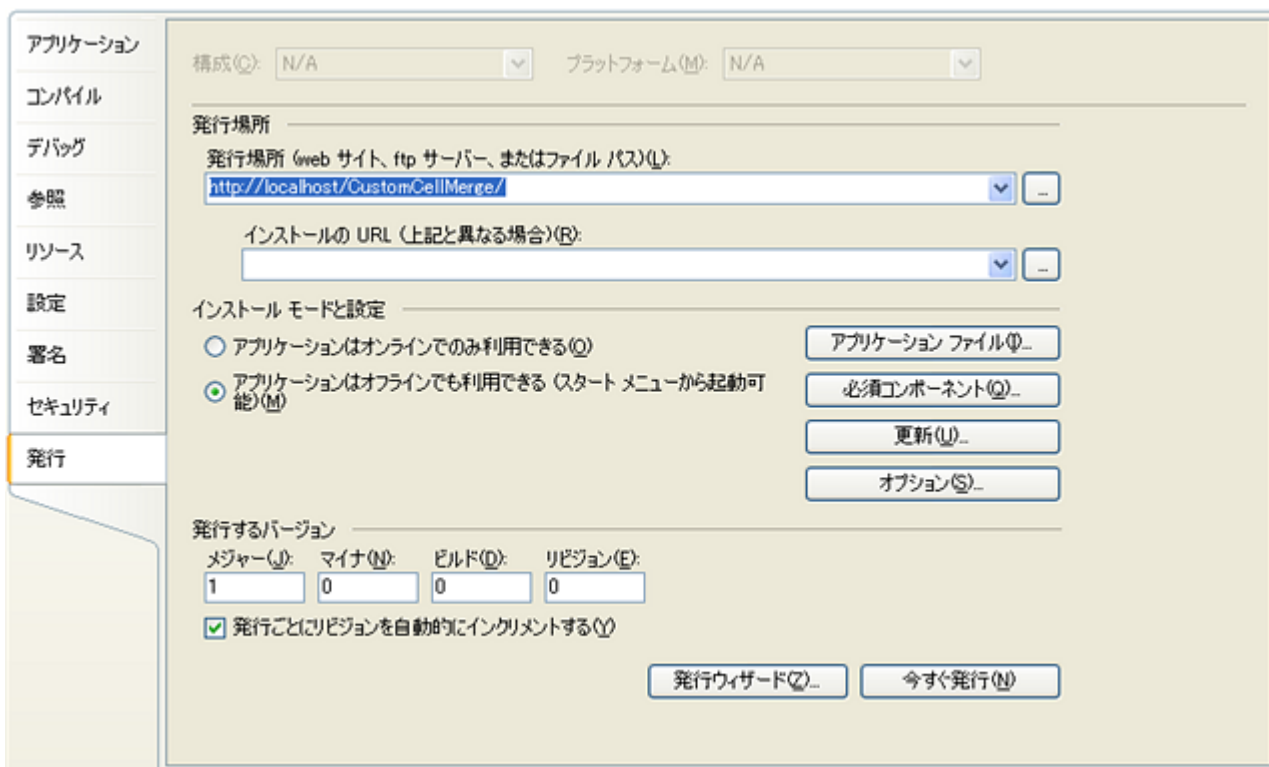 アプリケーション
コンパイル
デバッグ
参照
リソース
設定
署名
セキュリティ
発行
構成(C): N/A プラットフォーム(M): N/A
発行場所
発行場所 (web サイト、ftp サーバー、またはファイル パス)(L):
http://localhost/CustomCellMerge/
...
インストールの URL (上記と異なる場合)(R):
...
インストール モードと設定
アプリケーションはオンラインでのみ利用できる(O)
アプリケーションはオフラインでも利用できる (スタート メニューから起動可
能)(M)
アプリケーション ファイル(I)...
必須コンポーネント(Q)...
更新(U)...
オプション(S)...
発行するバージョン
メジャー(J): マイナ(N): ビルド(D): リビジョン(E):
1 0 0 0
発行ごとにリビジョンを自動的にインクリメントする(Y)
発行ウィザード(Z)... 今すぐ発行(N)